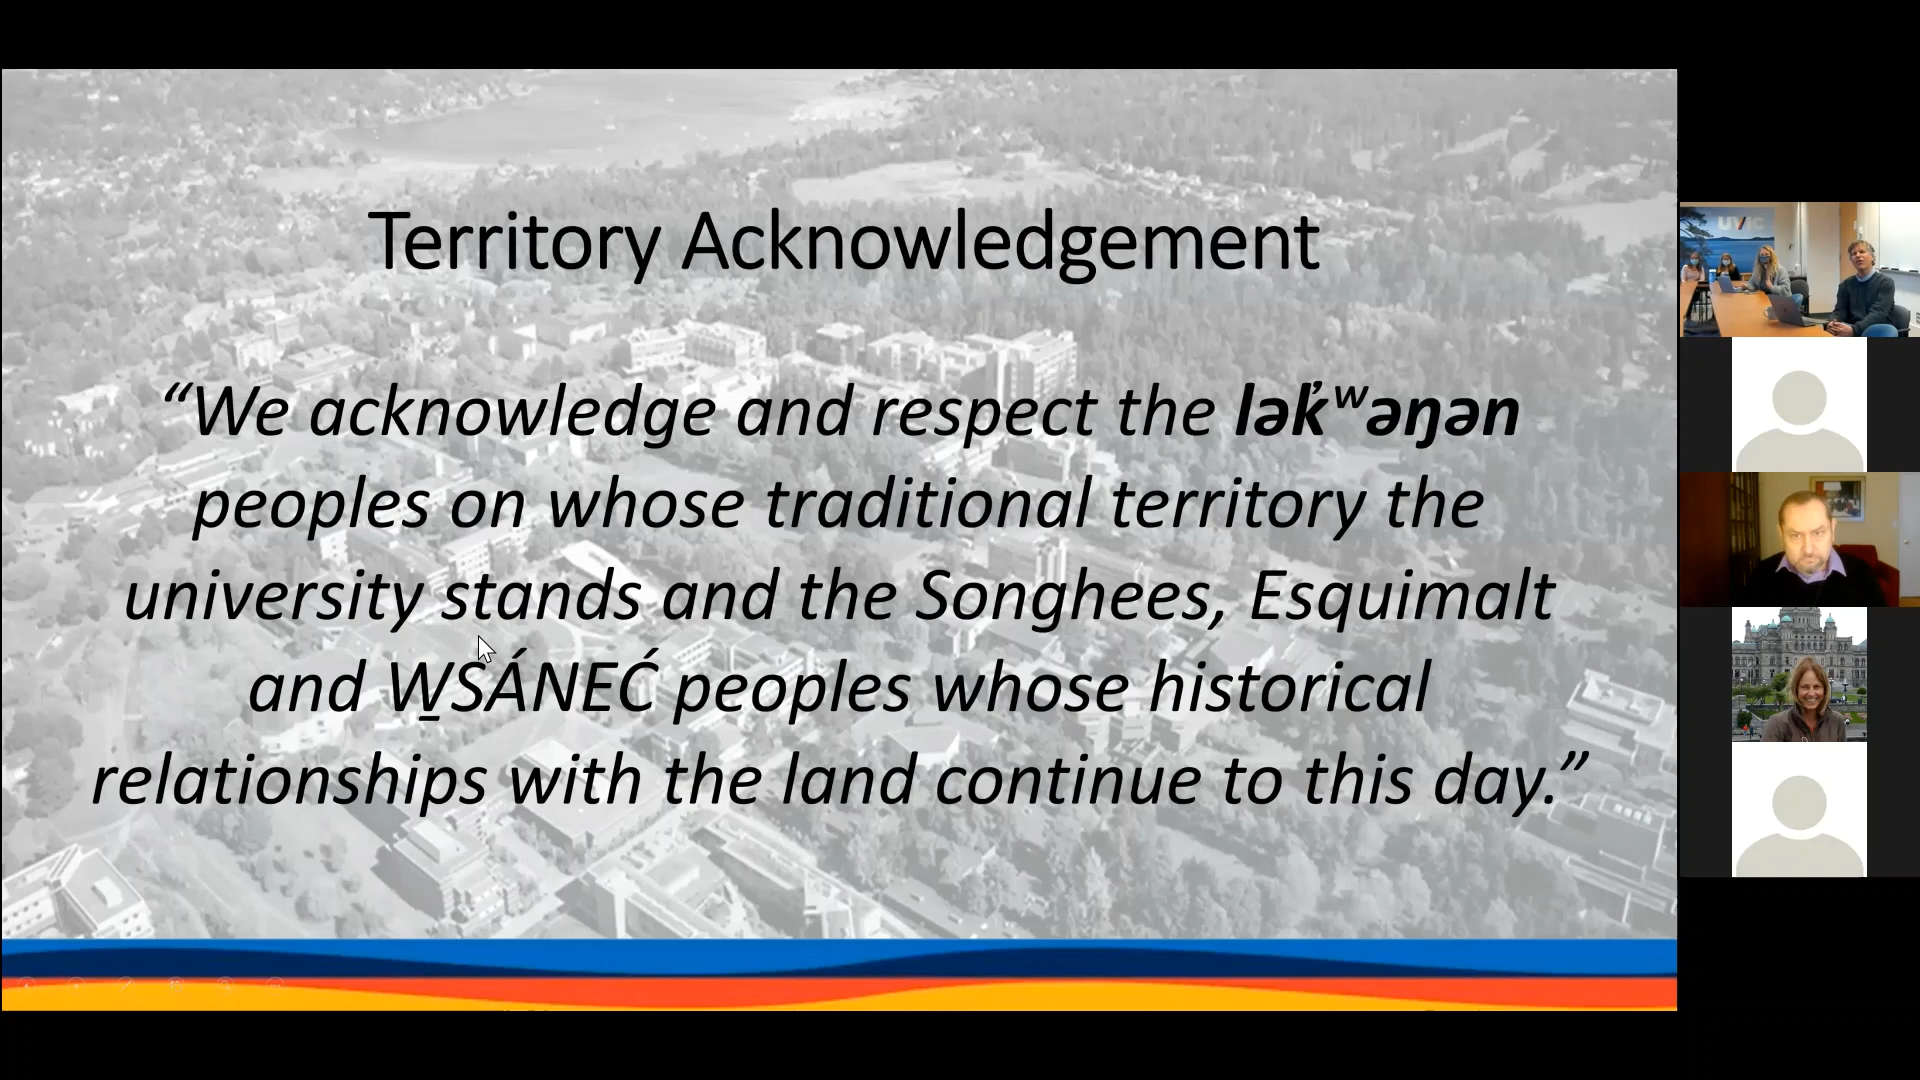 Territory Acknowledgement
“We acknowledge and respect the lək̓ʷəŋən
peoples on whose traditional territory the
university stands and the Songhees, Esquimalt
and W̱SÁNEĆ peoples whose historical
relationships with the land continue to this day.”
UVIC